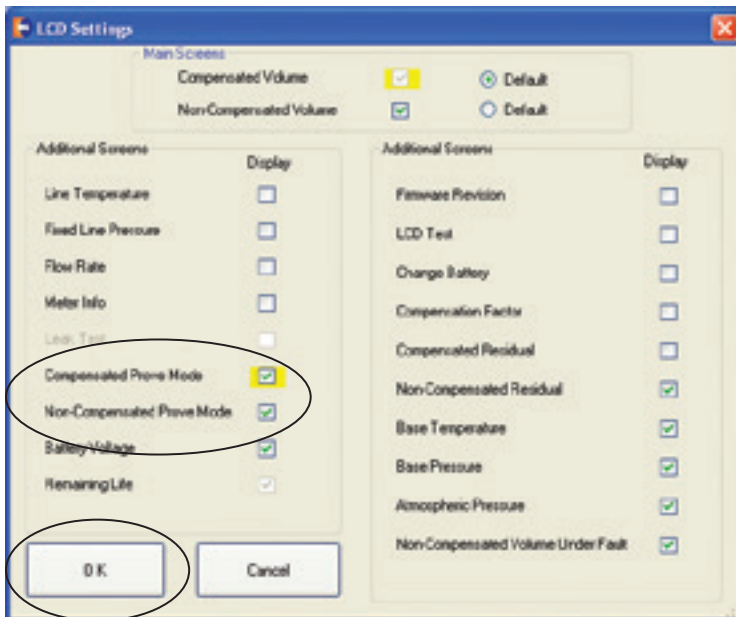 LCD Settings
Main Screens
Compensated Volume Default
Non-Compensated Volume Default
Additional Screens
Display
Line Temperature
Fixed Line Pressure
Flow Rate
Meter Info
Leak Test
Compensated Prove Mode
Non-Compensated Prove Mode
Battery Voltage
Remaining Life
OK
Cancel
Additional Screens
Display
Firmware Revision
LCD Test
Change Battery
Compensation Factor
Compensated Residual
Non-Compensated Residual
Base Temperature
Base Pressure
Atmospheric Pressure
Non-Compensated Volume Under Fault